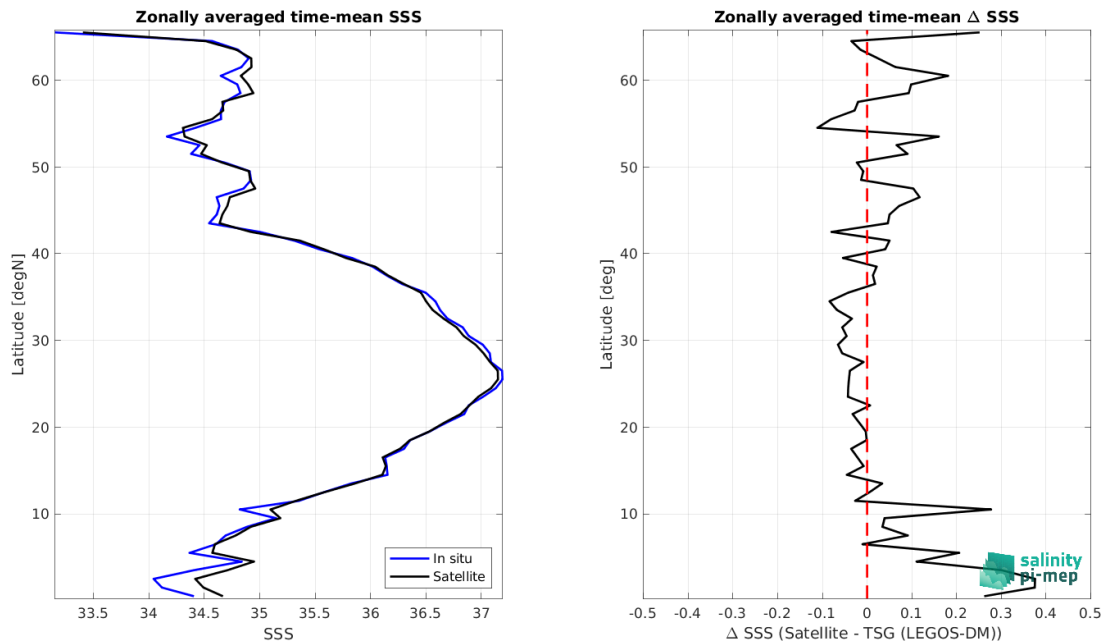 Zonally averaged time-mean SSS
Latitude [degN]
60
50
40
30
20
10
33.5 34 34.5 35 35.5 36 36.5 37
SSS
In situ
Satellite
Zonally averaged time-mean Δ SSS
Latitude [deg]
60
50
40
30
20
10
-0.5 -0.4 -0.3 -0.2 -0.1 0 0.1 0.2 0.3 0.4 0.5
Δ SSS (Satellite - TSG (LEGOS-DM))
salinity
pi-mep